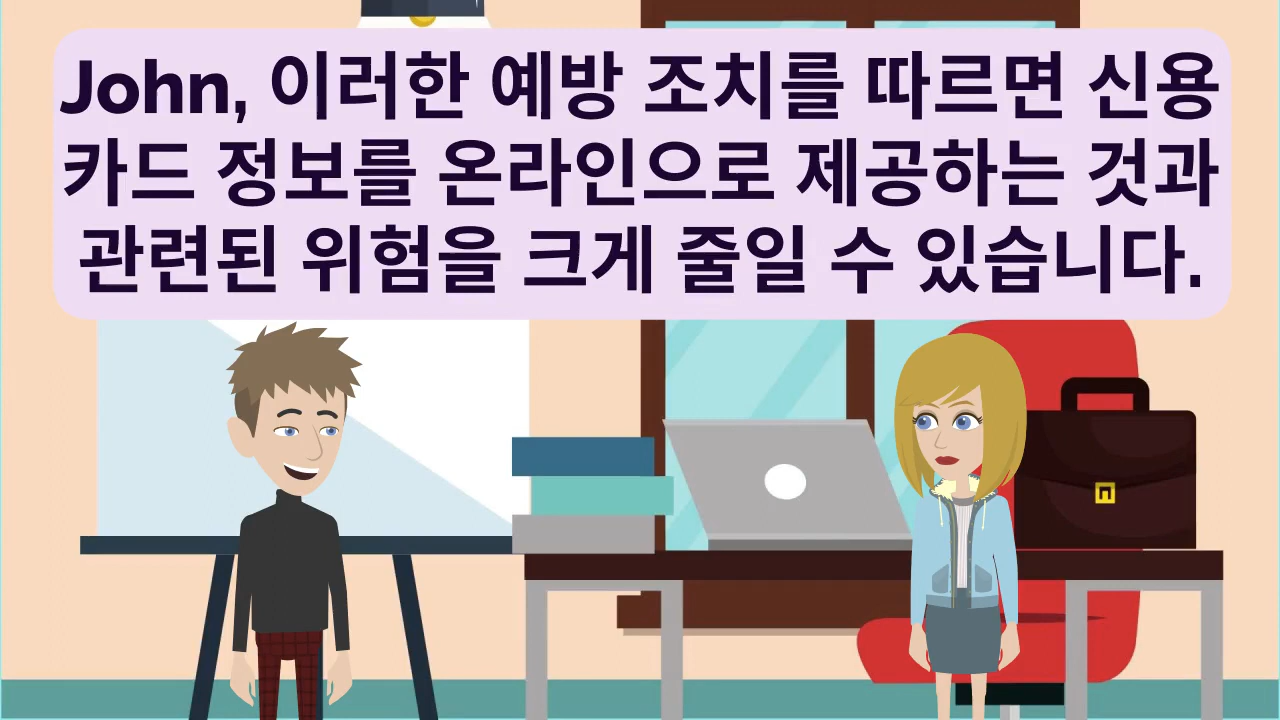 John, 이러한 예방 조치를 따르면 신용
카드 정보를 온라인으로 제공하는 것과
관련된 위험을 크게 줄일 수 있습니다.